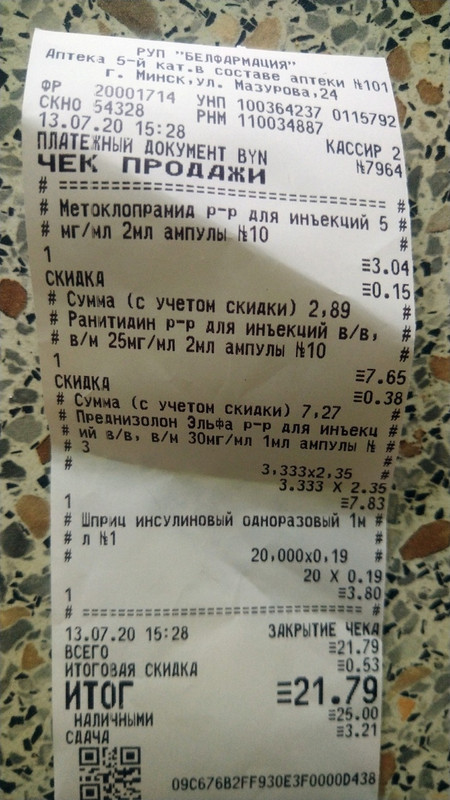 РУП "БЕЛФАРМАЦИЯ"
Аптека 5-й кат.в составе аптеки №101
г. Минск,ул. Мазурова,24
ФР 20001714 УНП 100364237 0115792
СКНО 54328 РНМ 110034887
13.07.20 15:28 КАССИР 2
ПЛАТЕЖНЫЙ ДОКУМЕНТ BYN №7964
ЧЕК ПРОДАЖИ
# ============================== #
# Метоклопрамид р-р для инъекций 5 #
# мг/мл 2мл ампулы №10 #
1 ≡3.04
СКИДКА ≡0.15
# Сумма (с учетом скидки) 2,89 #
# Ранитидин р-р для инъекций в/в, #
# в/м 25мг/мл 2мл ампулы №10 #
1 ≡7.65
СКИДКА ≡0.38
# Сумма (с учетом скидки) 7,27 #
# Преднизолон Эльфа р-р для инъекц #
# ий в/в, в/м 30мг/мл 1мл ампулы № #
# 3 #
# 3,333x2,35 #
3.333 X 2.35
1 ≡7.83
# Шприц инсулиновый одноразовый 1м #
# л №1 #
# 20,000x0,19 #
20 X 0.19
1 ≡3.80
# ============================== #
13.07.20 15:28 ЗАКРЫТИЕ ЧЕКА
ВСЕГО ≡21.79
ИТОГОВАЯ СКИДКА ≡0.53
ИТОГ ≡21.79
НАЛИЧНЫМИ ≡25.00
СДАЧА ≡3.21
09C676B2FF930E3F0000D438